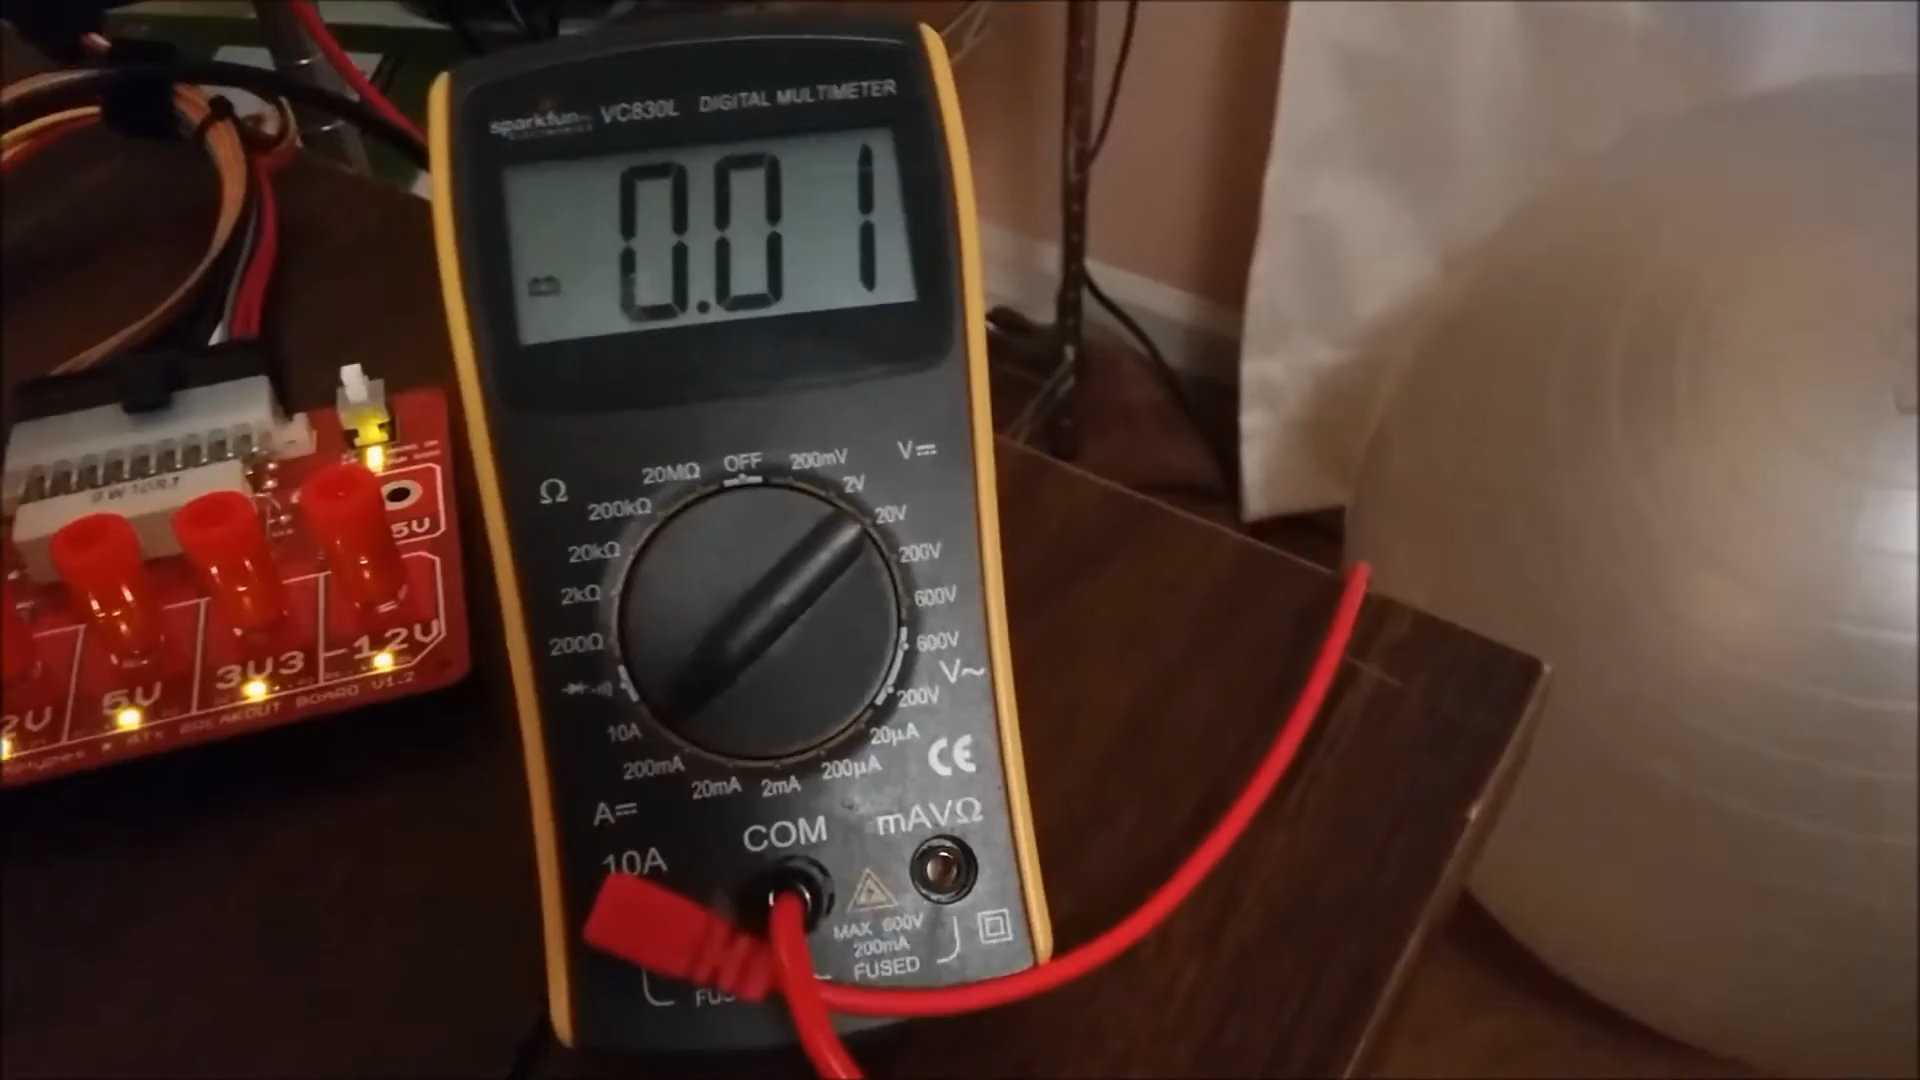 sparkfun ELECTRONICS VC830L DIGITAL MULTIMETER
0.01
OFF
200mV
V
2V
20V
200V
600V
600V
V~
200V
20µA
200µA
2mA
20mA
200mA
10A
A
200Ω
2kΩ
20kΩ
200kΩ
20MΩ
Ω
CE
COM
mAVΩ
10A
MAX 600V
200mA
FUSED
5V
2V
5V
3V3
-12V
BREAKOUT BOARD V1.2